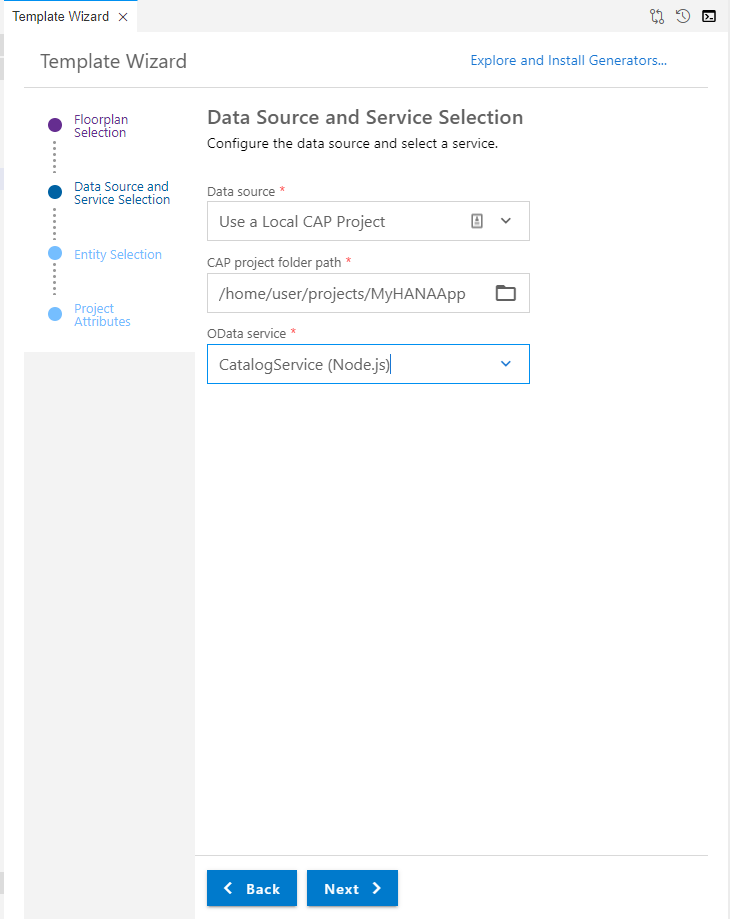 Template Wizard
Template Wizard
Explore and Install Generators...
Floorplan
Selection
Data Source and
Service Selection
Entity Selection
Project
Attributes
Data Source and Service Selection
Configure the data source and select a service.
Data source *
Use a Local CAP Project
CAP project folder path *
/home/user/projects/MyHANAApp
OData service *
CatalogService (Node.js)
Back
Next